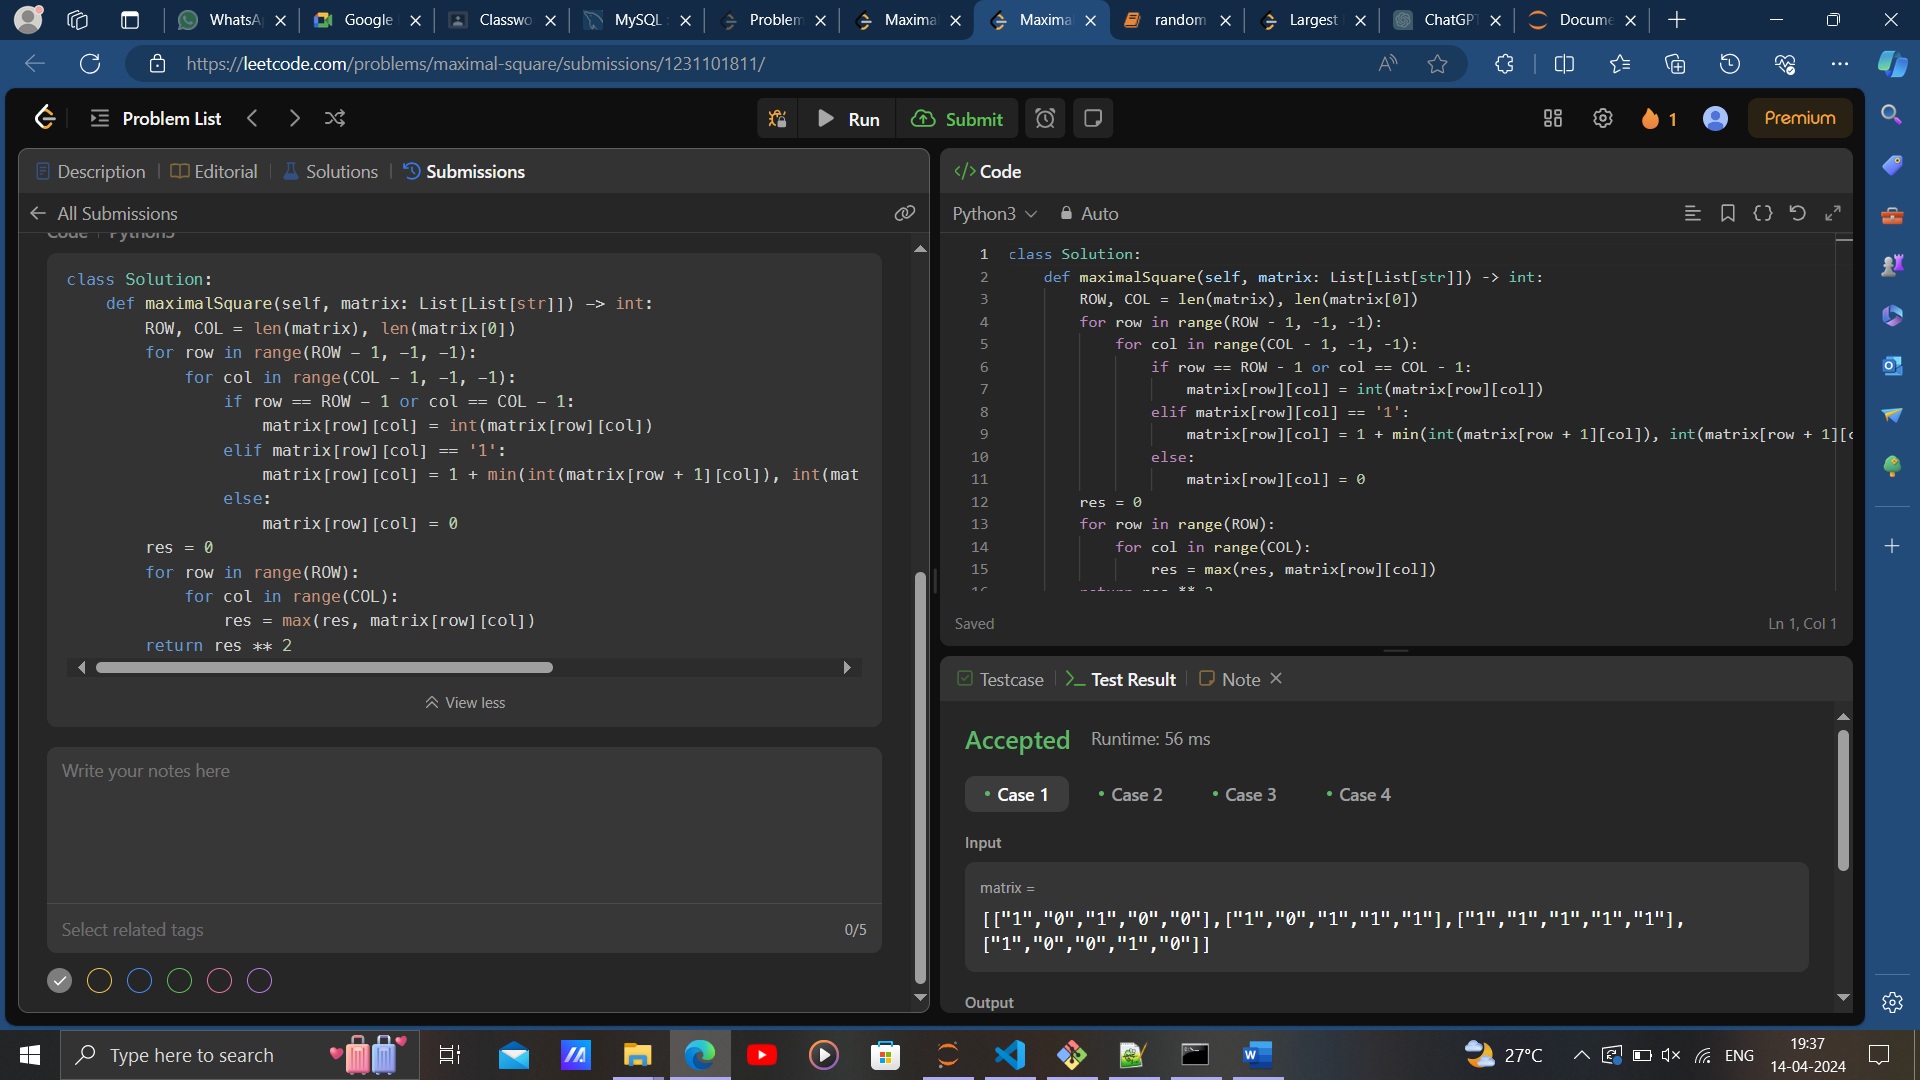 WhatsA
Google
Classwo
MySQL :
Problem
Maximal
Maxima
random
Largest
ChatGP
Docume
https://leetcode.com/problems/maximal-square/submissions/1231101811/
Problem List
Run
Submit
1
Premium
Description
Editorial
Solutions
Submissions
All Submissions
Code
Python3
class Solution:
    def maximalSquare(self, matrix: List[List[str]]) -> int:
        ROW, COL = len(matrix), len(matrix[0])
        for row in range(ROW - 1, -1, -1):
            for col in range(COL - 1, -1, -1):
                if row == ROW - 1 or col == COL - 1:
                    matrix[row][col] = int(matrix[row][col])
                elif matrix[row][col] == '1':
                    matrix[row][col] = 1 + min(int(matrix[row + 1][col]), int(mat
                else:
                    matrix[row][col] = 0
        res = 0
        for row in range(ROW):
            for col in range(COL):
                res = max(res, matrix[row][col])
        return res ** 2
View less
Write your notes here
Select related tags
0/5
</> Code
Python3
Auto
1 class Solution:
2     def maximalSquare(self, matrix: List[List[str]]) -> int:
3         ROW, COL = len(matrix), len(matrix[0])
4         for row in range(ROW - 1, -1, -1):
5             for col in range(COL - 1, -1, -1):
6                 if row == ROW - 1 or col == COL - 1:
7                     matrix[row][col] = int(matrix[row][col])
8                 elif matrix[row][col] == '1':
9                     matrix[row][col] = 1 + min(int(matrix[row + 1][col]), int(matrix[row + 1][c
10                 else:
11                     matrix[row][col] = 0
12         res = 0
13         for row in range(ROW):
14             for col in range(COL):
15                 res = max(res, matrix[row][col])
16         return res ** 2
Saved
Ln 1, Col 1
Testcase
Test Result
Note
Accepted
Runtime: 56 ms
Case 1
Case 2
Case 3
Case 4
Input
matrix =
[["1","0","1","0","0"],["1","0","1","1","1"],["1","1","1","1","1"],
["1","0","0","1","0"]]
Output
Type here to search
27°C
ENG
19:37
14-04-2024